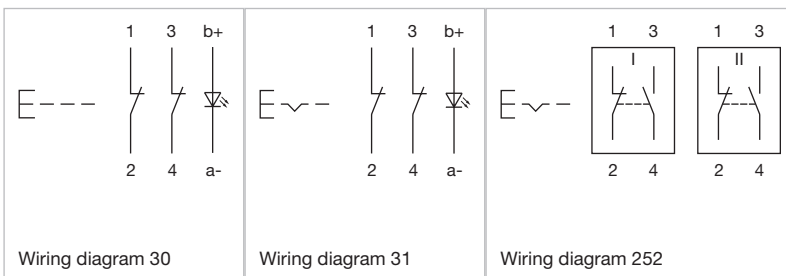 1 3 b+
2 4 a-
Wiring diagram 30
1 3 b+
2 4 a-
Wiring diagram 31
1 3 1 3
I II
2 4 2 4
Wiring diagram 252